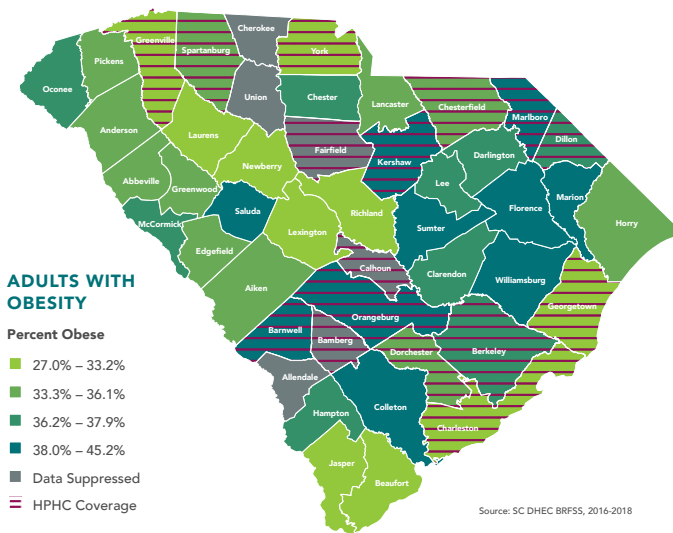 Cherokee
Greenville
Spartanburg
York
Pickens
Oconee
Union
Chester
Lancaster
Chesterfield
Marlboro
Dillon
Anderson
Laurens
Fairfield
Kershaw
Darlington
Newberry
Lee
Abbeville
Greenwood
Marion
Saluda
Richland
Florence
Horry
McCormick
Lexington
Sumter
Edgefield
Calhoun
Clarendon
Williamsburg
Aiken
Georgetown
Orangeburg
Barnwell
Bamberg
Dorchester
Berkeley
Allendale
Colleton
Hampton
Charleston
Jasper
Beaufort
ADULTS WITH
OBESITY
Percent Obese
27.0% – 33.2%
33.3% – 36.1%
36.2% – 37.9%
38.0% – 45.2%
Data Suppressed
HPHC Coverage
Source: SC DHEC BRFSS, 2016-2018